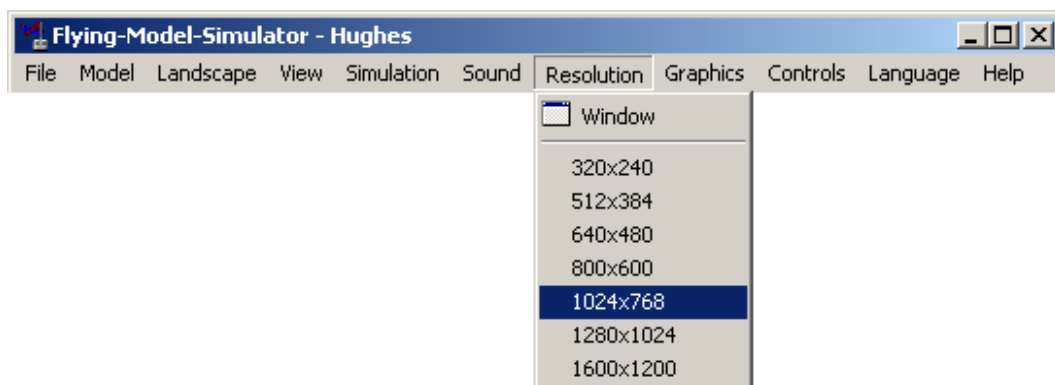 Flying-Model-Simulator - Hughes
File Model Landscape View Simulation Sound Resolution Graphics Controls Language Help
Window
320x240
512x384
640x480
800x600
1024x768
1280x1024
1600x1200